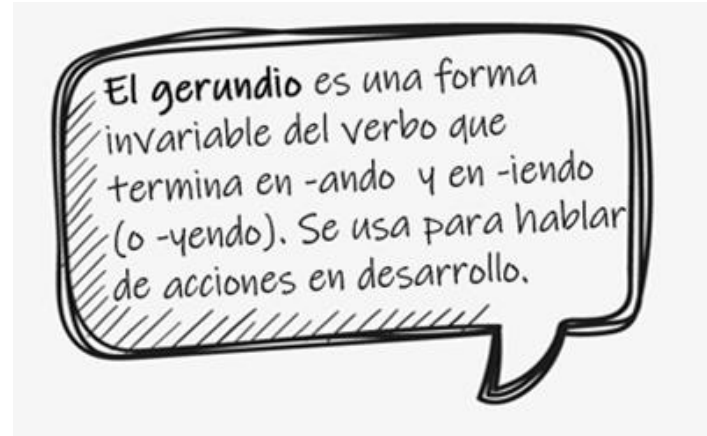 El gerundio es una forma
invariable del verbo que
termina en -ando y en -iendo
(o -yendo). Se usa para hablar
de acciones en desarrollo.